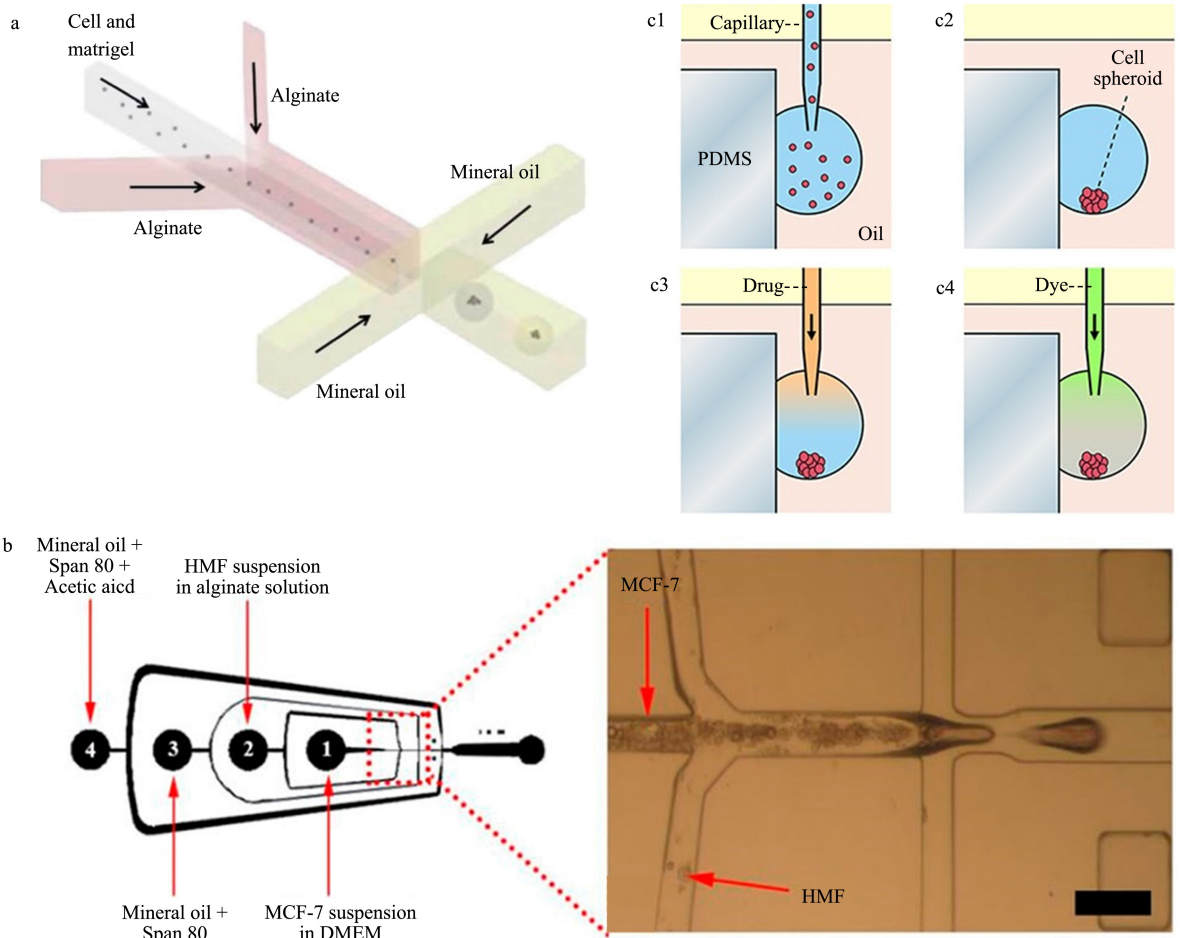 a
Cell and
matrigel
Alginate
Mineral oil
Alginate
Mineral oil
c1
Capillary
PDMS
Oil
c2
Cell
spheroid
c3
Drug
c4
Dye
b
Mineral oil +
Span 80 +
Acetic aicd
HMF suspension
in alginate solution
4
3
2
1
Mineral oil +
Span 80
MCF-7 suspension
in DMEM
MCF-7
HMF